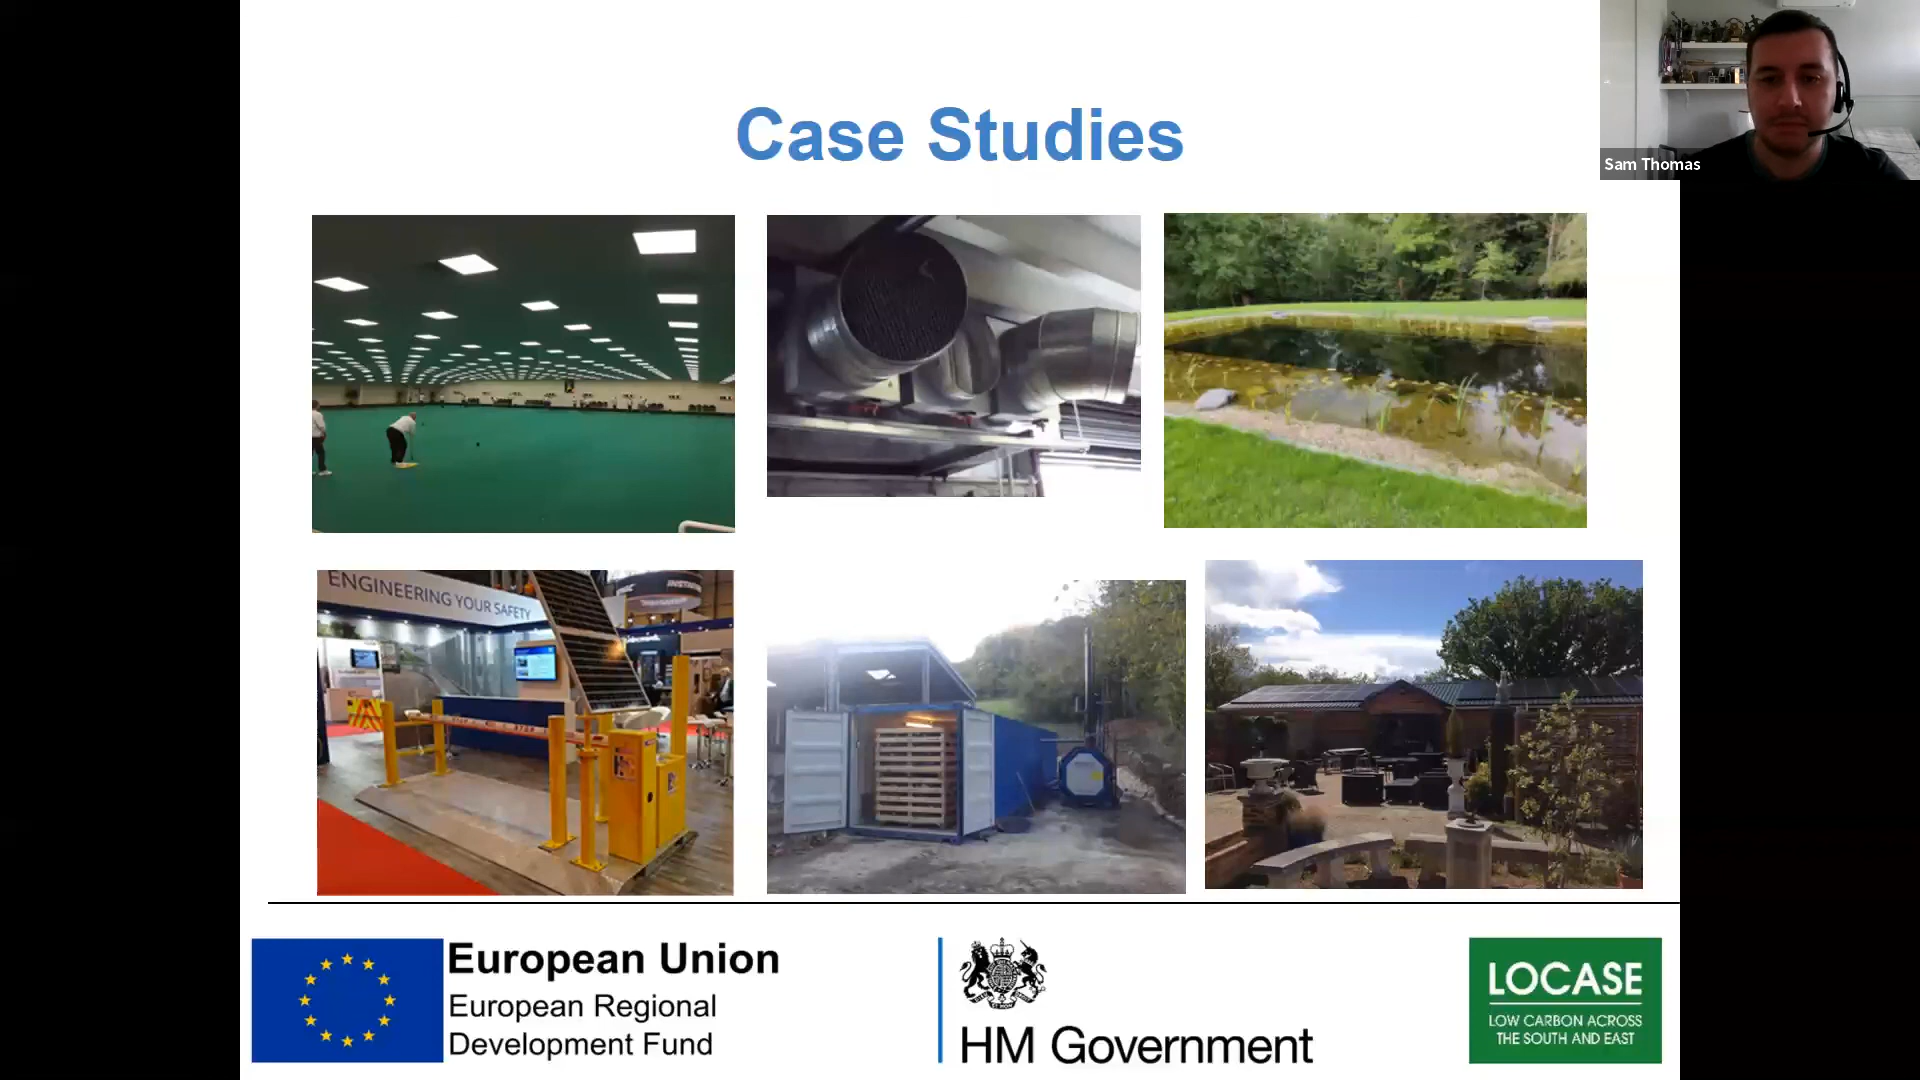 Case Studies
Sam Thomas
ENGINEERING YOUR SAFETY
European Union
European Regional
Development Fund
HM Government
LOCASE
LOW CARBON ACROSS
THE SOUTH AND EAST